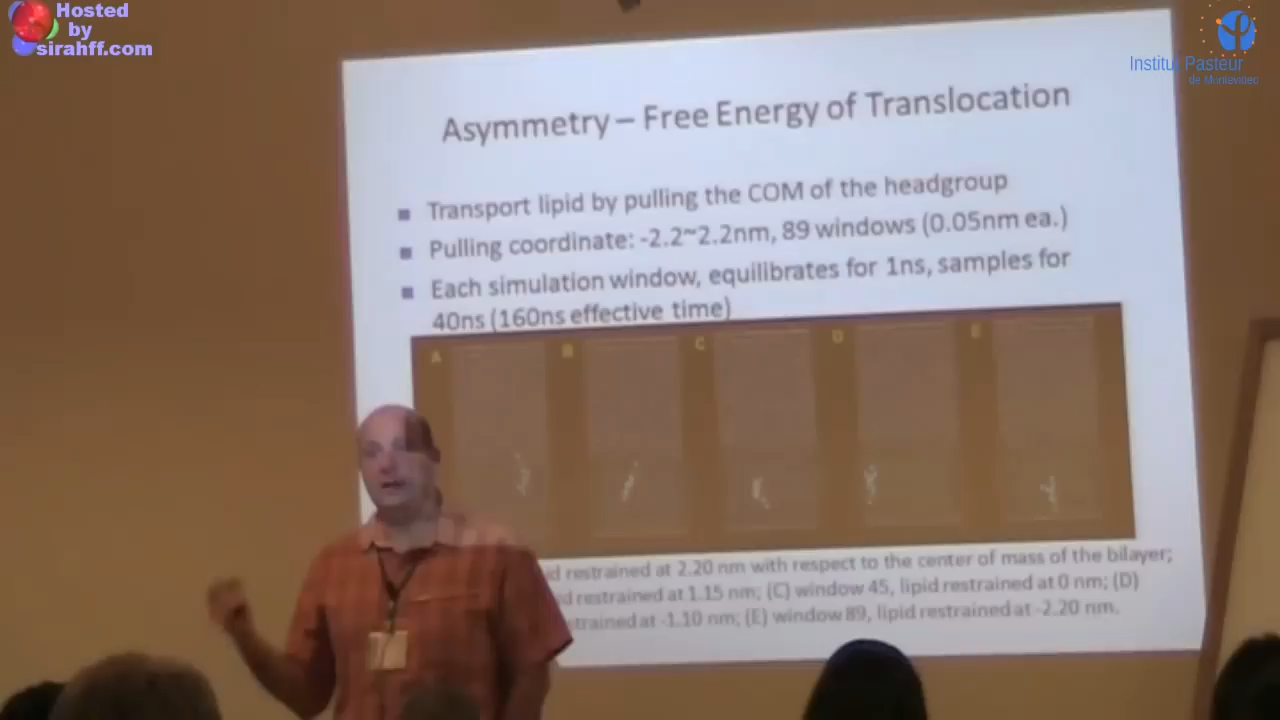 Hosted
by
sirahff.com
Institut Pasteur
de Montevideo
Asymmetry – Free Energy of Translocation
Transport lipid by pulling the COM of the headgroup
Pulling coordinate: -2.2~2.2nm, 89 windows (0.05nm ea.)
Each simulation window, equilibrates for 1ns, samples for
40ns (160ns effective time)
A B C D E
restrained at 2.20 nm with respect to the center of mass of the bilayer;
restrained at 1.15 nm; (C) window 45, lipid restrained at 0 nm; (D)
at -1.10 nm; (E) window 89, lipid restrained at -2.20 nm.